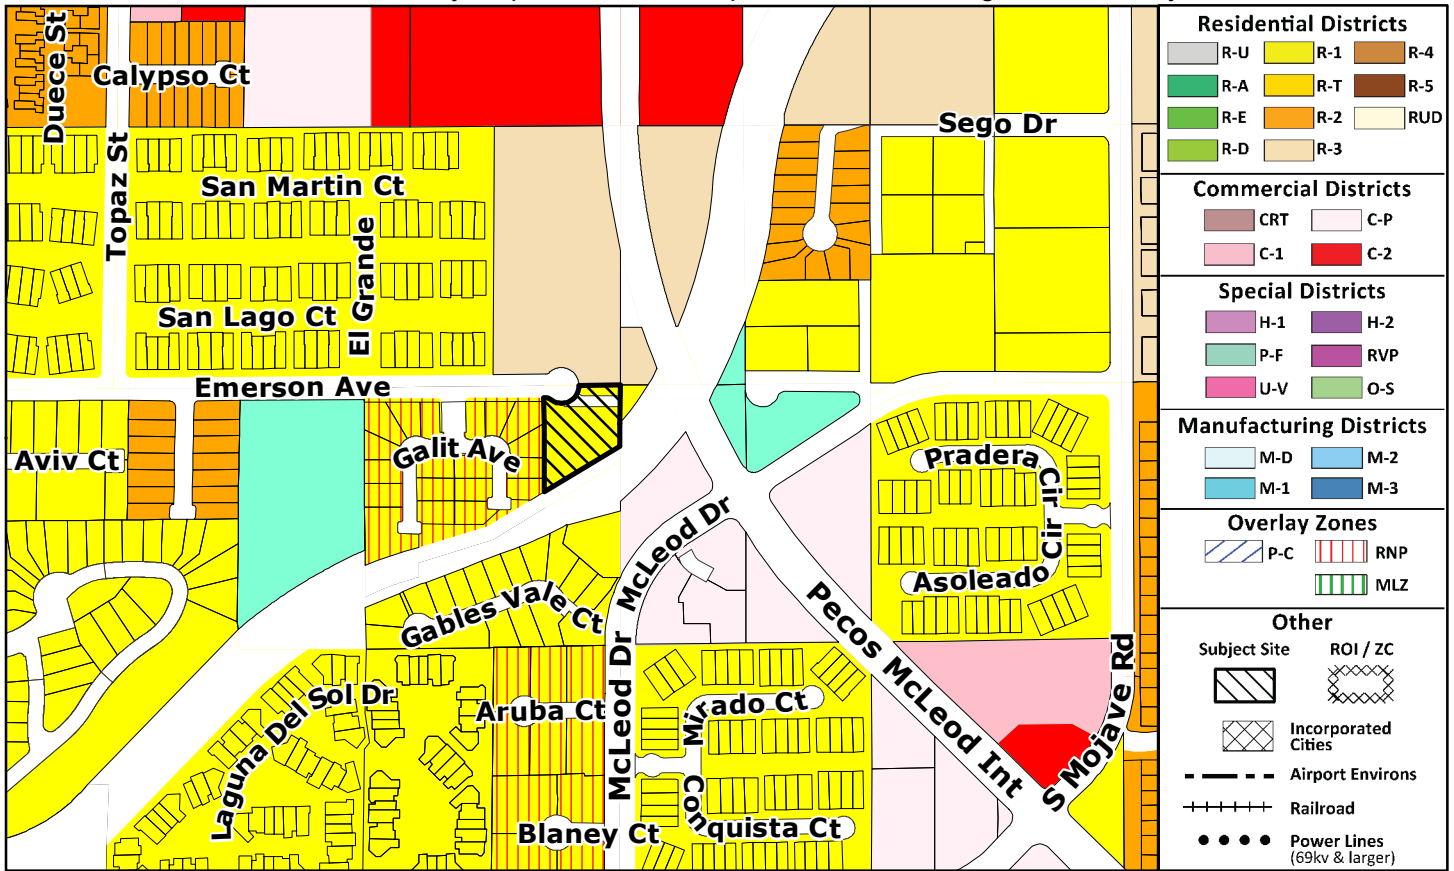 Duece St
Calypso Ct
Topaz St
San Martin Ct
El Grande
San Lago Ct
Emerson Ave
Sego Dr
Aviv Ct
Galit Ave
Pradera
Cir
Cir
Asoleado
McLeod Dr
Gables Vale Ct
Pecos McLeod Int
Laguna Del Sol Dr
Aruba Ct
McLeod Dr
Mirado Ct
Conquista Ct
Blaney Ct
S Mojave Rd
Residential Districts
R-U R-1 R-4
R-A R-T R-5
R-E R-2 RUD
R-D R-3
Commercial Districts
CRT C-P
C-1 C-2
Special Districts
H-1 H-2
P-F RVP
U-V O-S
Manufacturing Districts
M-D M-2
M-1 M-3
Overlay Zones
P-C RNP
MLZ
Other
Subject Site ROI / ZC
Incorporated
Cities
Airport Environs
Railroad
Power Lines
(69kv & larger)